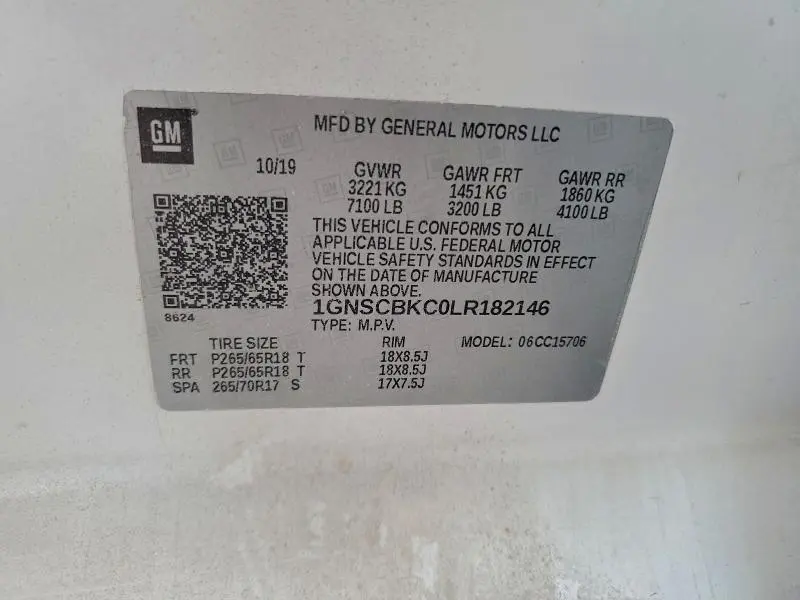 GM
MFD BY GENERAL MOTORS LLC
10/19
GVWR GAWR FRT GAWR RR
3221 KG 1451 KG 1860 KG
7100 LB 3200 LB 4100 LB
THIS VEHICLE CONFORMS TO ALL
APPLICABLE U.S. FEDERAL MOTOR
VEHICLE SAFETY STANDARDS IN EFFECT
ON THE DATE OF MANUFACTURE
SHOWN ABOVE.
8624
1GNSCBKC0LR182146
TYPE: M.P.V.
TIRE SIZE RIM MODEL: 06CC15706
FRT P265/65R18 T 18X8.5J
RR P265/65R18 T 18X8.5J
SPA 265/70R17 S 17X7.5J